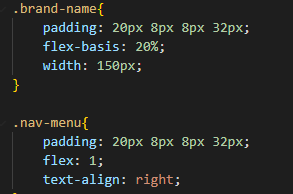 .brand-name{
    padding: 20px 8px 8px 32px;
    flex-basis: 20%;
    width: 150px;
}
.nav-menu{
    padding: 20px 8px 8px 32px;
    flex: 1;
    text-align: right;